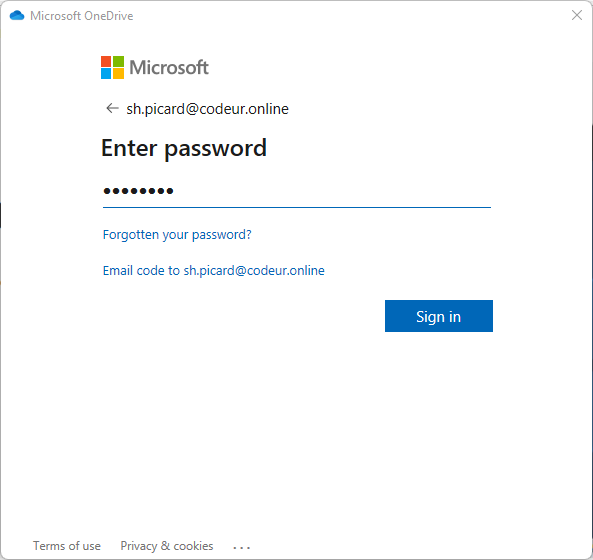 Microsoft OneDrive
Microsoft
sh.picard@codeur.online
Enter password
••••••••
Forgotten your password?
Email code to sh.picard@codeur.online
Sign in
Terms of use Privacy & cookies ...